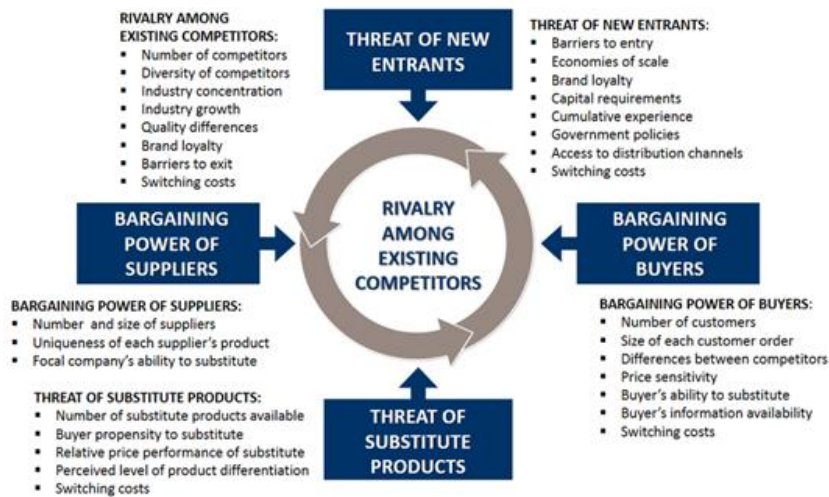 RIVALRY AMONG
EXISTING COMPETITORS:
▪ Number of competitors
▪ Diversity of competitors
▪ Industry concentration
▪ Industry growth
▪ Quality differences
▪ Brand loyalty
▪ Barriers to exit
▪ Switching costs
THREAT OF NEW
ENTRANTS
THREAT OF NEW ENTRANTS:
▪ Barriers to entry
▪ Economies of scale
▪ Brand loyalty
▪ Capital requirements
▪ Cumulative experience
▪ Government policies
▪ Access to distribution channels
▪ Switching costs
BARGAINING
POWER OF
SUPPLIERS
RIVALRY
AMONG
EXISTING
COMPETITORS
BARGAINING
POWER OF
BUYERS
BARGAINING POWER OF SUPPLIERS:
▪ Number and size of suppliers
▪ Uniqueness of each supplier's product
▪ Focal company's ability to substitute
BARGAINING POWER OF BUYERS:
▪ Number of customers
▪ Size of each customer order
▪ Differences between competitors
▪ Price sensitivity
▪ Buyer's ability to substitute
▪ Buyer's information availability
▪ Switching costs
THREAT OF SUBSTITUTE PRODUCTS:
▪ Number of substitute products available
▪ Buyer propensity to substitute
▪ Relative price performance of substitute
▪ Perceived level of product differentiation
▪ Switching costs
THREAT OF
SUBSTITUTE
PRODUCTS